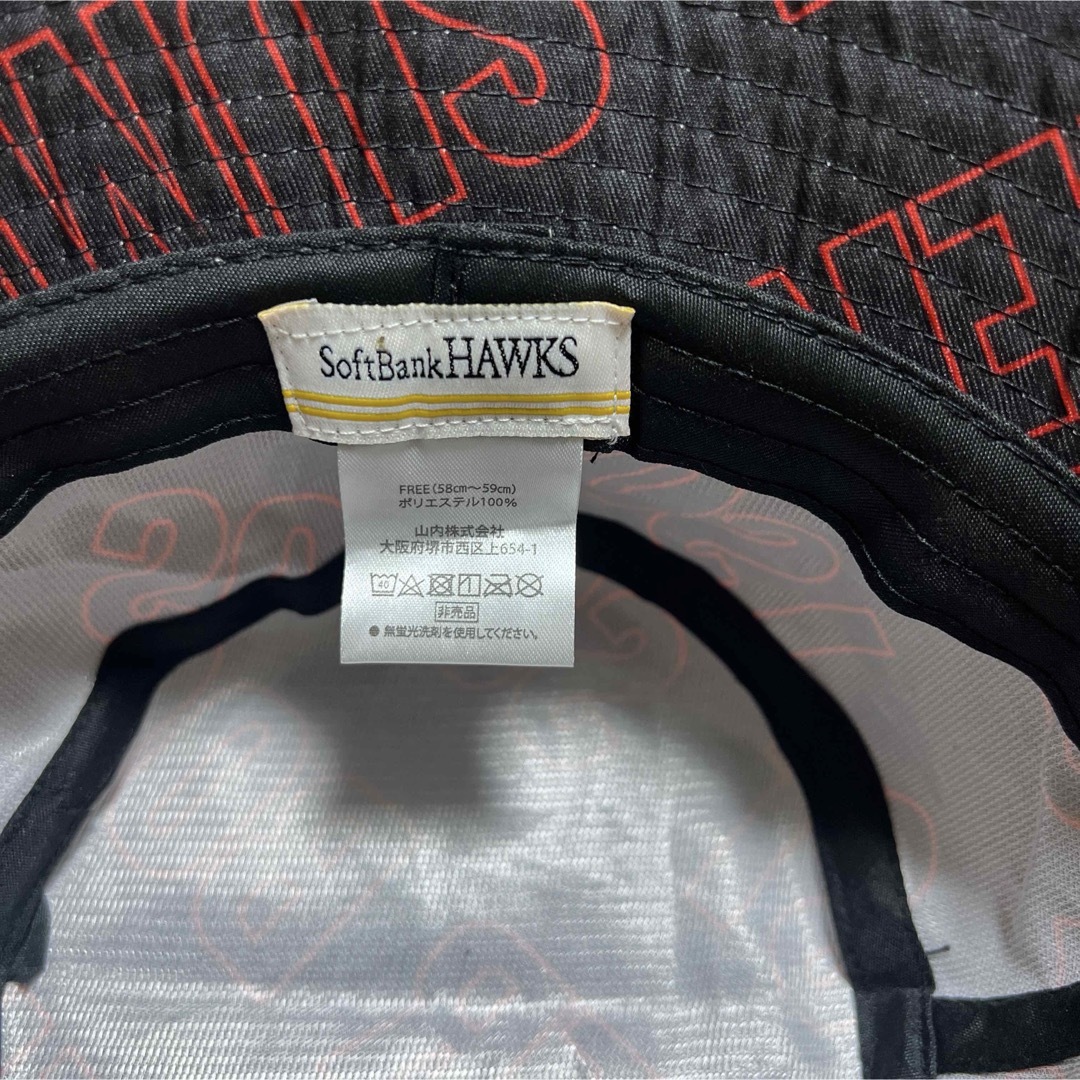 SoftBank HAWKS
FREE (58cm～59cm)
ポリエステル100%
山内株式会社
大阪府堺市西区上654-1
40
非売品
● 無蛍光洗剤を使用してください。